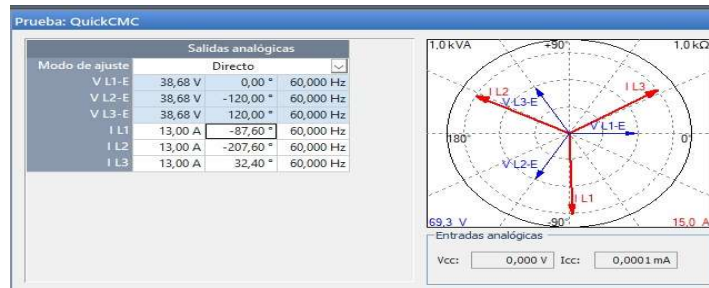 Prueba: QuickCMC
Salidas analógicas
Modo de ajuste Directo
V L1-E 38,68 V 0,00 ° 60,000 Hz
V L2-E 38,68 V -120,00 ° 60,000 Hz
V L3-E 38,68 V 120,00 ° 60,000 Hz
I L1 13,00 A -87,60 ° 60,000 Hz
I L2 13,00 A -207,60 ° 60,000 Hz
I L3 13,00 A 32,40 ° 60,000 Hz
1,0 kVA +90° 1,0 kΩ
I L2 I L3
V L3-E
V L1-E
180° 0°
V L2-E
I L1
69,3 V -90° 15,0 A
Entradas analógicas
Vcc: 0,000 V Icc: 0,0001 mA